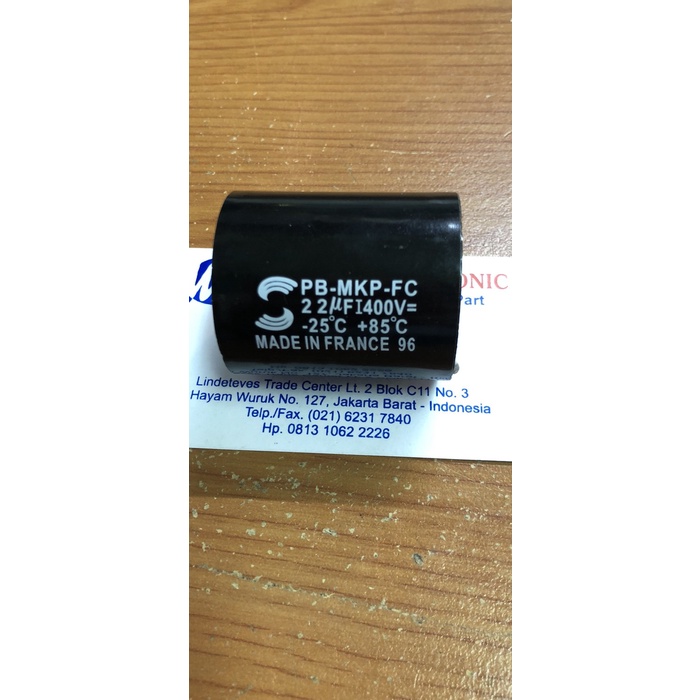 PB-MKP-FC
2 2µFI400V=
-25°C +85°C
MADE IN FRANCE 96
Part
Lindeteves Trade Center Lt. 2 Blok C11 No. 3
Hayam Wuruk No. 127, Jakarta Barat - Indonesia
Telp./Fax. (021) 6231 7840
Hp. 0813 1062 2226